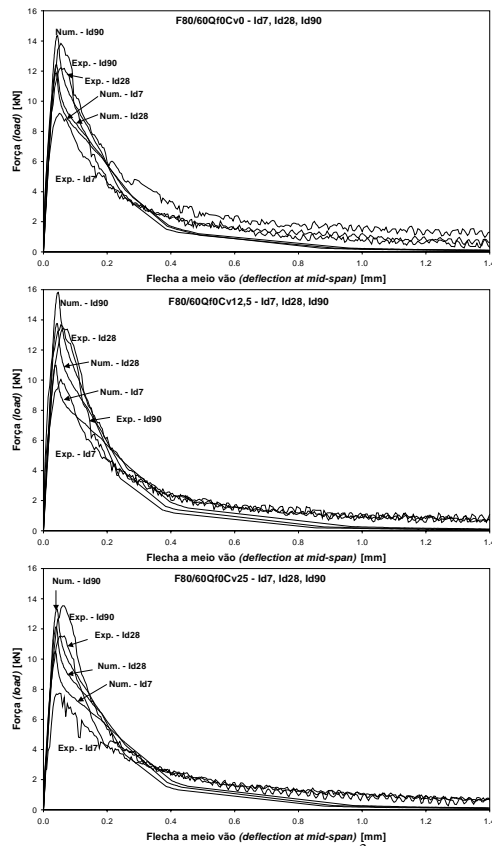 F80/60Qf0Cv0 - Id7, Id28, Id90
Num. - Id90
Exp. - Id90
Exp. - Id28
Num. - Id7
Num. - Id28
Exp. - Id7
Força (load) [kN]
16
14
12
10
8
6
4
2
0
0.0 0.2 0.4 0.6 0.8 1.0 1.2 1.4
Flecha a meio vão (deflection at mid-span) [mm]
F80/60Qf0Cv12,5 - Id7, Id28, Id90
Num. - Id90
Exp. - Id28
Num. - Id28
Num. - Id7
Exp. - Id90
Exp. - Id7
Força (load) [kN]
16
14
12
10
8
6
4
2
0
0.0 0.2 0.4 0.6 0.8 1.0 1.2 1.4
Flecha a meio vão (deflection at mid-span) [mm]
F80/60Qf0Cv25 - Id7, Id28, Id90
Num. - Id90
Exp. - Id90
Exp. - Id28
Num. - Id28
Num. - Id7
Exp. - Id7
Força (load) [kN]
16
14
12
10
8
6
4
2
0
0.0 0.2 0.4 0.6 0.8 1.0 1.2 1.4
Flecha a meio vão (deflection at mid-span) [mm]